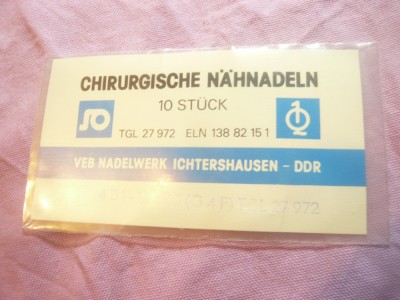 CHIRURGISCHE NÄHNADELN
10 STÜCK
TGL 27 972 ELN 138 82 15 1
VEB NADELWERK ICHTERSHAUSEN – DDR
TGL 27 972